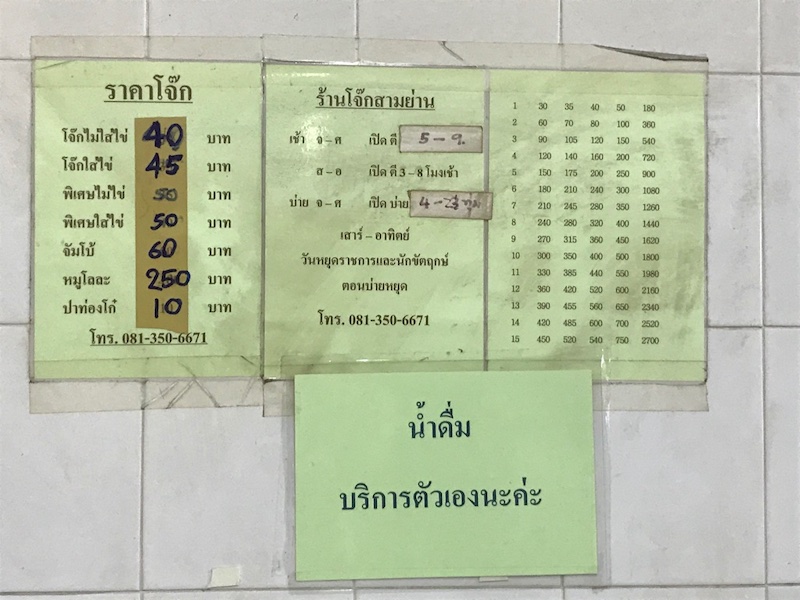 ราคาโจ๊ก
โจ๊กไม่ใส่ไข่ 40 บาท
โจ๊กใส่ไข่ 45 บาท
พิเศษไม่ไข่ 50 บาท
พิเศษใส่ไข่ 50 บาท
จัมโบ้ 60 บาท
หมูโลละ 250 บาท
ปาท่องโก๋ 10 บาท
โทร. 081-350-6671
ร้านโจ๊กสามย่าน
เช้า จ – ศ เปิด ตี 5 – 9.
ส – อ เปิด ตี 3 – 8 โมงเช้า
บ่าย จ – ศ เปิด บ่าย 4 – ทุ่ม
เสาร์ – อาทิตย์
วันหยุดราชการและนักขัตฤกษ์
ตอนบ่ายหยุด
โทร. 081-350-6671
1 30 35 40 50 180
2 60 70 80 100 360
3 90 105 120 150 540
4 120 140 160 200 720
5 150 175 200 250 900
6 180 210 240 300 1080
7 210 245 280 350 1260
8 240 280 320 400 1440
9 270 315 360 450 1620
10 300 350 400 500 1800
11 330 385 440 550 1980
12 360 420 520 600 2160
13 390 455 560 650 2340
14 420 485 600 700 2520
15 450 520 540 750 2700
น้ำดื่ม
บริการตัวเองนะค่ะ